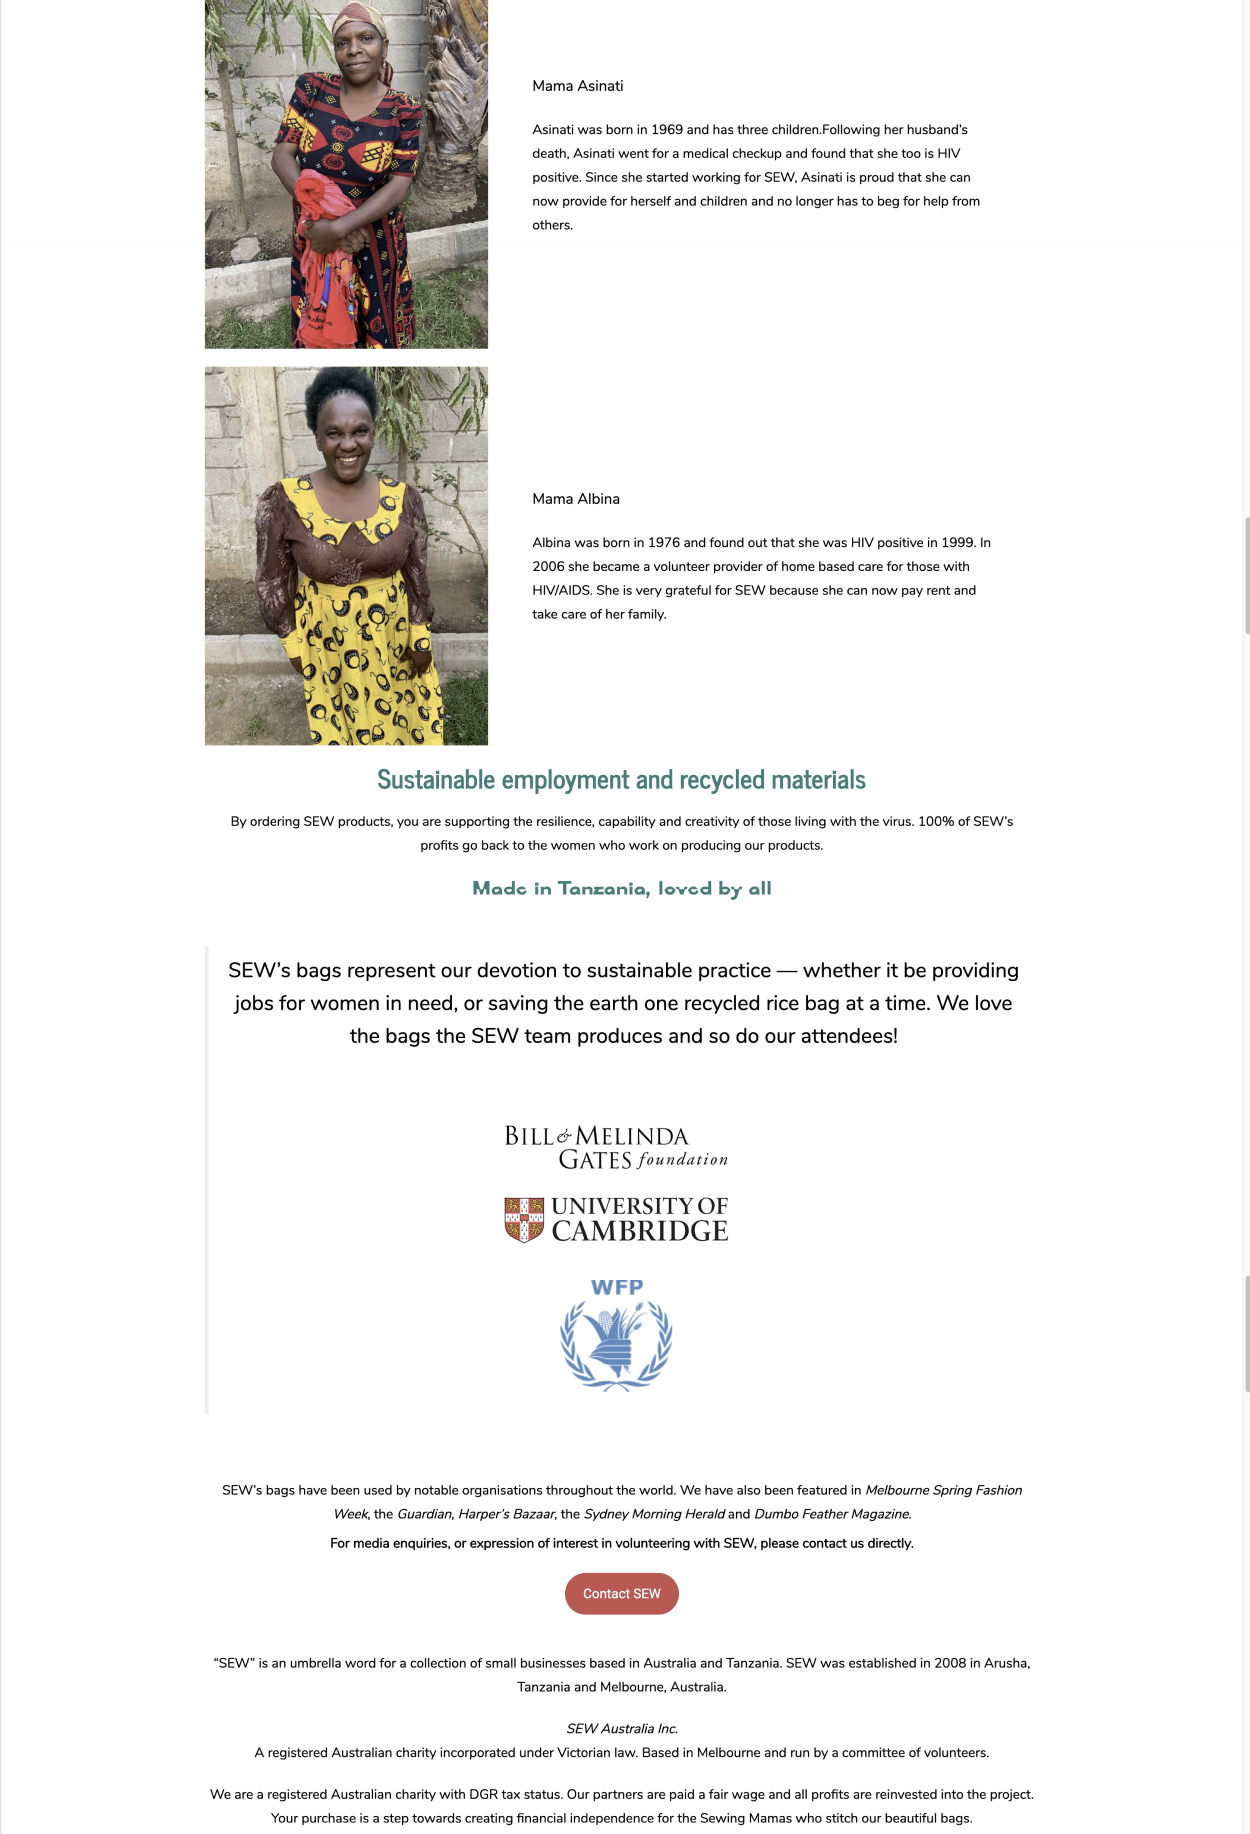 Mama Asinati
Asinati was born in 1969 and has three children.Following her husband’s
death, Asinati went for a medical checkup and found that she too is HIV
positive. Since she started working for SEW, Asinati is proud that she can
now provide for herself and children and no longer has to beg for help from
others.
Mama Albina
Albina was born in 1976 and found out that she was HIV positive in 1999. In
2006 she became a volunteer provider of home based care for those with
HIV/AIDS. She is very grateful for SEW because she can now pay rent and
take care of her family.
Sustainable employment and recycled materials
By ordering SEW products, you are supporting the resilience, capability and creativity of those living with the virus. 100% of SEW’s
profits go back to the women who work on producing our products.
Made in Tanzania, loved by all
SEW’s bags represent our devotion to sustainable practice — whether it be providing
jobs for women in need, or saving the earth one recycled rice bag at a time. We love
the bags the SEW team produces and so do our attendees!
BILL & MELINDA
GATES foundation
UNIVERSITY OF
CAMBRIDGE
WFP
SEW’s bags have been used by notable organisations throughout the world. We have also been featured in Melbourne Spring Fashion
Week, the Guardian, Harper’s Bazaar, the Sydney Morning Herald and Dumbo Feather Magazine.
For media enquiries, or expression of interest in volunteering with SEW, please contact us directly.
Contact SEW
“SEW” is an umbrella word for a collection of small businesses based in Australia and Tanzania. SEW was established in 2008 in Arusha,
Tanzania and Melbourne, Australia.
SEW Australia Inc.
A registered Australian charity incorporated under Victorian law. Based in Melbourne and run by a committee of volunteers.
We are a registered Australian charity with DGR tax status. Our partners are paid a fair wage and all profits are reinvested into the project.
Your purchase is a step towards creating financial independence for the Sewing Mamas who stitch our beautiful bags.